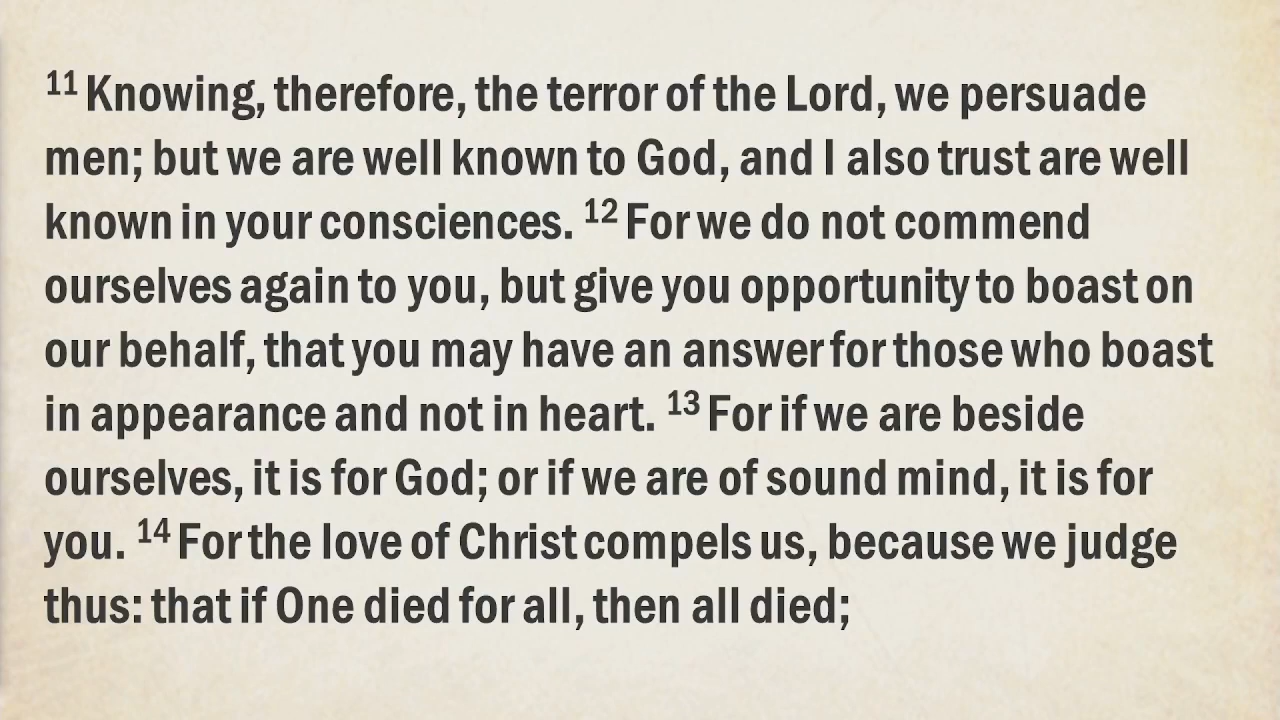 11 Knowing, therefore, the terror of the Lord, we persuade
men; but we are well known to God, and I also trust are well
known in your consciences. 12 For we do not commend
ourselves again to you, but give you opportunity to boast on
our behalf, that you may have an answer for those who boast
in appearance and not in heart. 13 For if we are beside
ourselves, it is for God; or if we are of sound mind, it is for
you. 14 For the love of Christ compels us, because we judge
thus: that if One died for all, then all died;